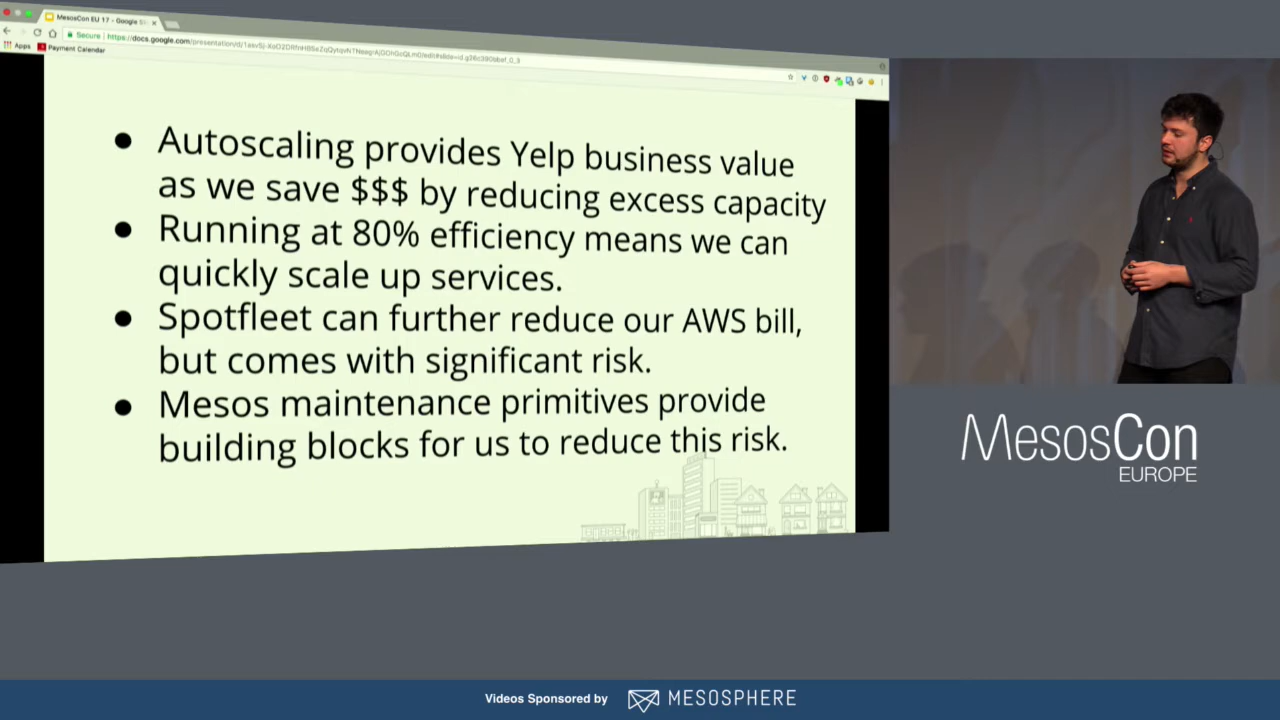 MesosCon EU 17 - Google Sl
Secure
Apps
Payment Calendar
Autoscaling provides Yelp business value
as we save $$$ by reducing excess capacity
Running at 80% efficiency means we can
quickly scale up services.
Spotfleet can further reduce our AWS bill,
but comes with significant risk.
Mesos maintenance primitives provide
building blocks for us to reduce this risk.
MesosCon
EUROPE
Videos Sponsored by
MESOSPHERE